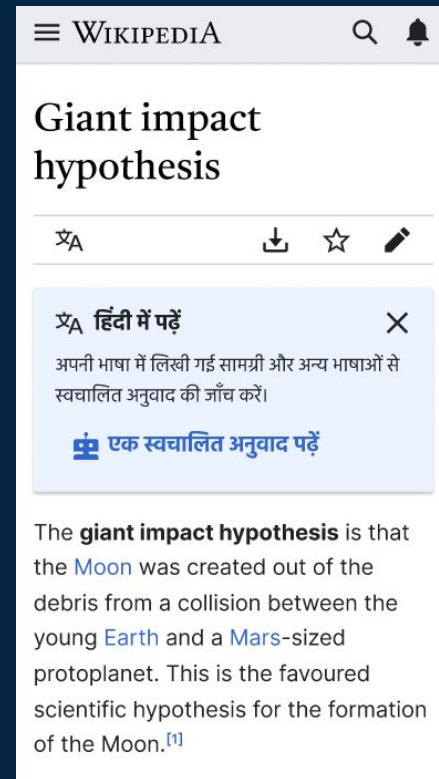 WIKIPEDIA
Giant impact
hypothesis
हिंदी में पढ़ें
अपनी भाषा में लिखी गई सामग्री और अन्य भाषाओं से
स्वचालित अनुवाद की जाँच करें।
एक स्वचालित अनुवाद पढ़ें
The giant impact hypothesis is that
the Moon was created out of the
debris from a collision between the
young Earth and a Mars-sized
protoplanet. This is the favoured
scientific hypothesis for the formation
of the Moon.[1]